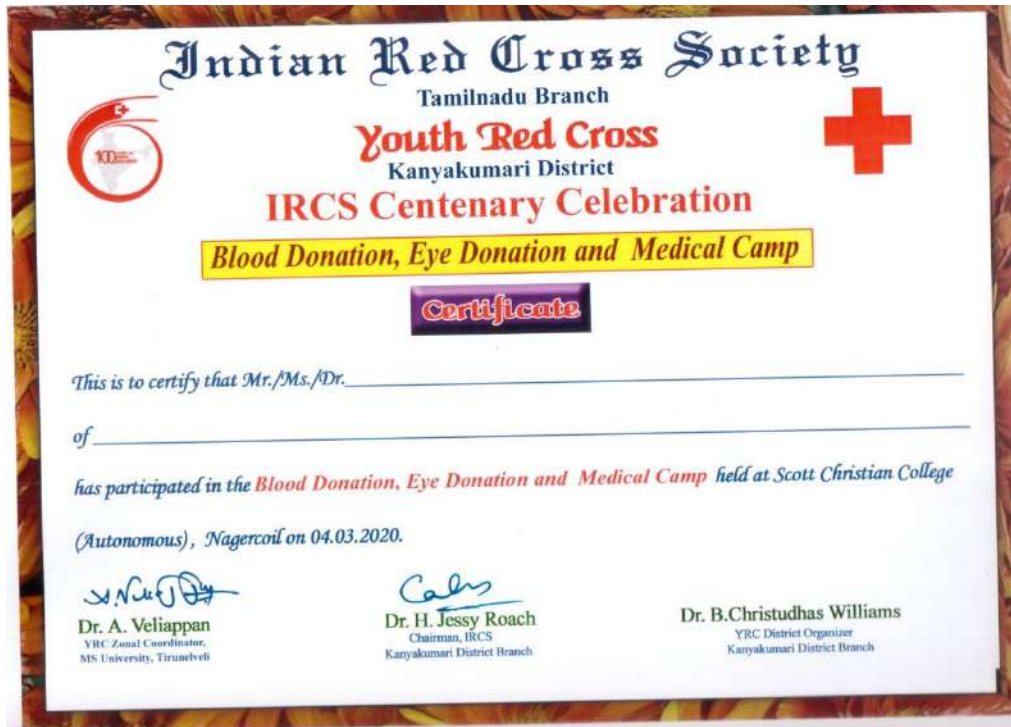 Indian Red Cross Society
Tamilnadu Branch
Youth Red Cross
Kanyakumari District
IRCS Centenary Celebration
Blood Donation, Eye Donation and Medical Camp
Certificate
100
This is to certify that Mr./Ms./Dr.
of
has participated in the Blood Donation, Eye Donation and Medical Camp held at Scott Christian College
(Autonomous), Nagercoil on 04.03.2020.
Dr. A. Veliappan
YRC Zonal Coordinator,
MS University, Tirunelveli
Dr. H. Jessy Roach
Chairman, IRCS
Kanyakumari District Branch
Dr. B.Christudhas Williams
YRC District Organizer
Kanyakumari District Branch